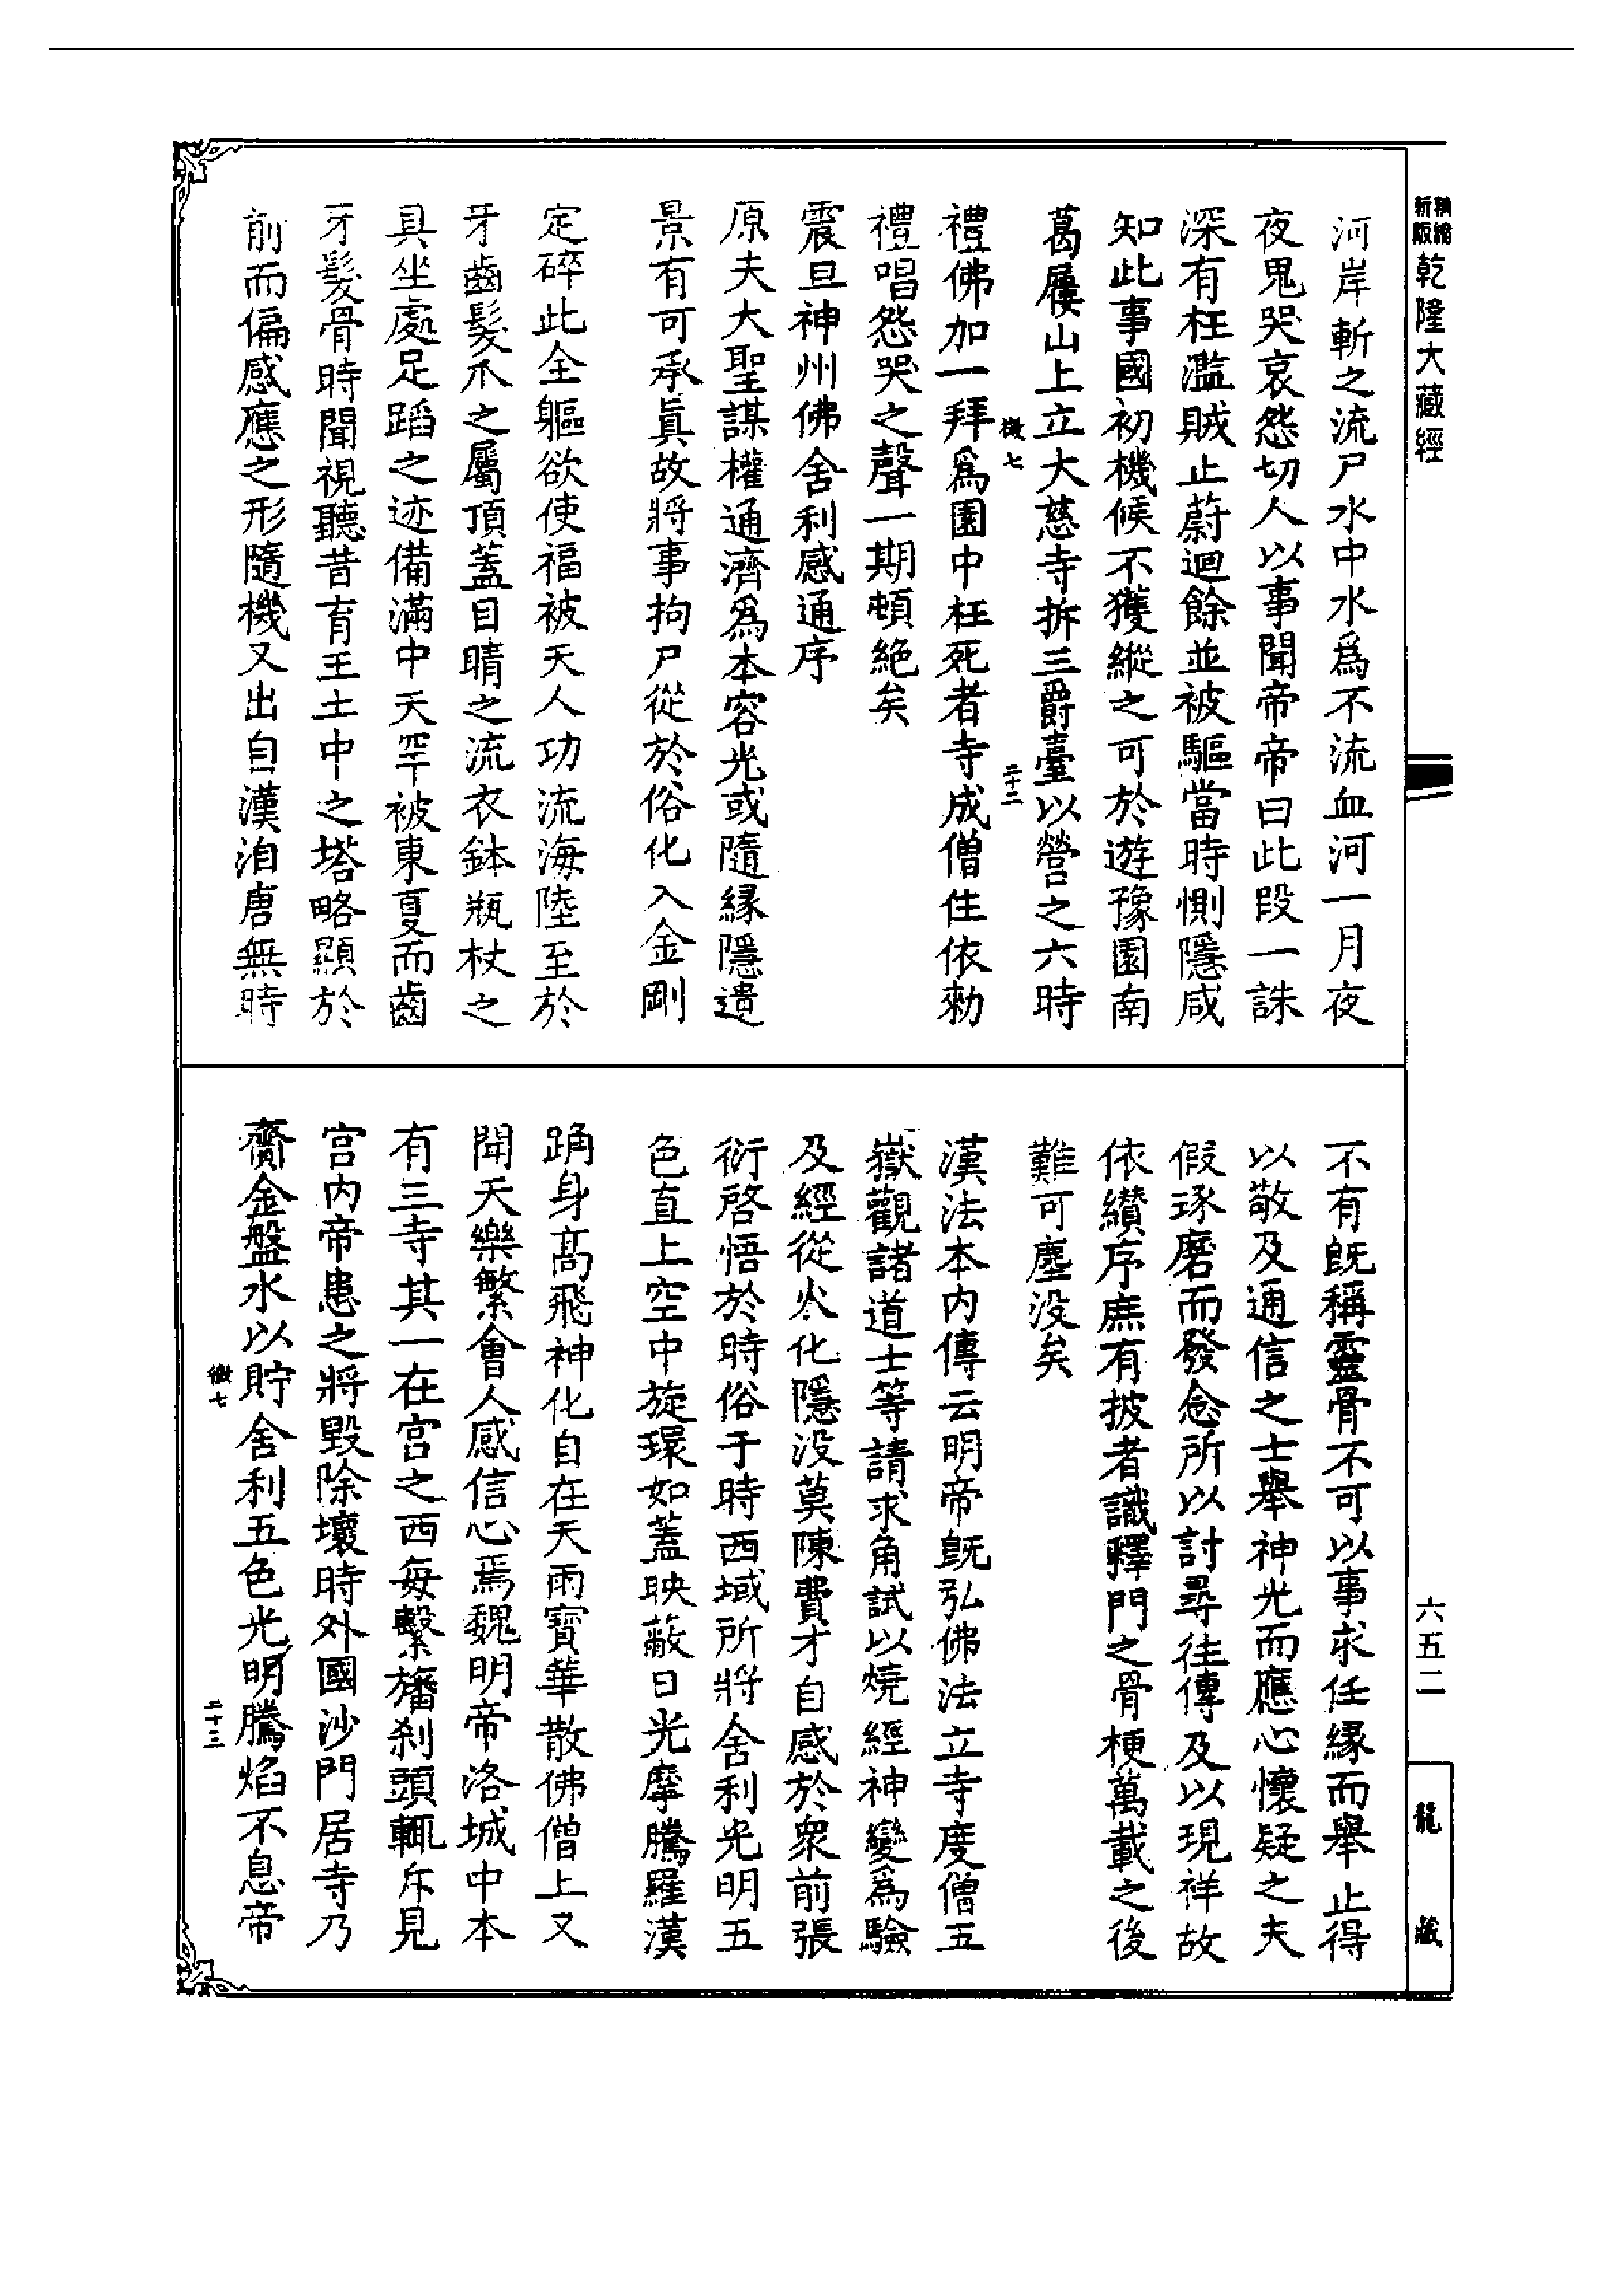 精繪新版乾隆大藏經
河岸斬之流尸水中水爲不流血河一月夜
夜鬼哭哀怨切人以事聞帝帝曰此段一誅
深有枉濫賊止蔚迴餘並被驅當時惻隱咸
知此事國初機候不獲縱之可於遊豫園南
葛屨山上立大慈寺拆三爵臺以營之六時
徵七
二十二
禮佛加一拜爲園中枉死者寺成僧住依勑
禮唱怨哭之聲一期頓絶矣
震旦神州佛舍利感通序
原夫大聖謀權通濟爲本容光或隨緣隱遺
景有可承眞故將事拘尸從於俗化入金剛
定碎此全軀欲使福被天人功流海陸至於
牙齒髮爪之屬頂蓋目睛之流衣鉢瓶杖之
具坐處足蹈之迹備滿中天罕被東夏而齒
牙髮骨時聞視聽昔育王土中之塔略顯於
前而偏感應之形隨機又出自漢洎唐無時
不有旣稱靈骨不可以事求任緣而舉止得
以敬及通信之士舉神光而應心懷疑之夫
假琢磨而發念所以討尋往傳及以現祥故
依纘序庶有披者識釋門之骨梗萬載之後
難可塵沒矣
漢法本內傳云明帝旣弘佛法立寺度僧五
嶽觀諸道士等請求角試以燒經神變爲驗
及經從火化隱沒莫陳費才自感於衆前張
衍啓悟於時俗于時西域所將舍利光明五
色直上空中旋環如蓋映蔽日光摩騰羅漢
踊身髙飛神化自在天雨寶華散佛僧上又
聞天樂繁會人感信心焉魏明帝洛城中本
有三寺其一在宫之西每繫旛刹頭輒斥見
宫內帝患之將毀除壞時外國沙門居寺乃
齎金盤水以貯舍利五色光明騰焰不息帝
徵七
二十三
六五二
龍藏